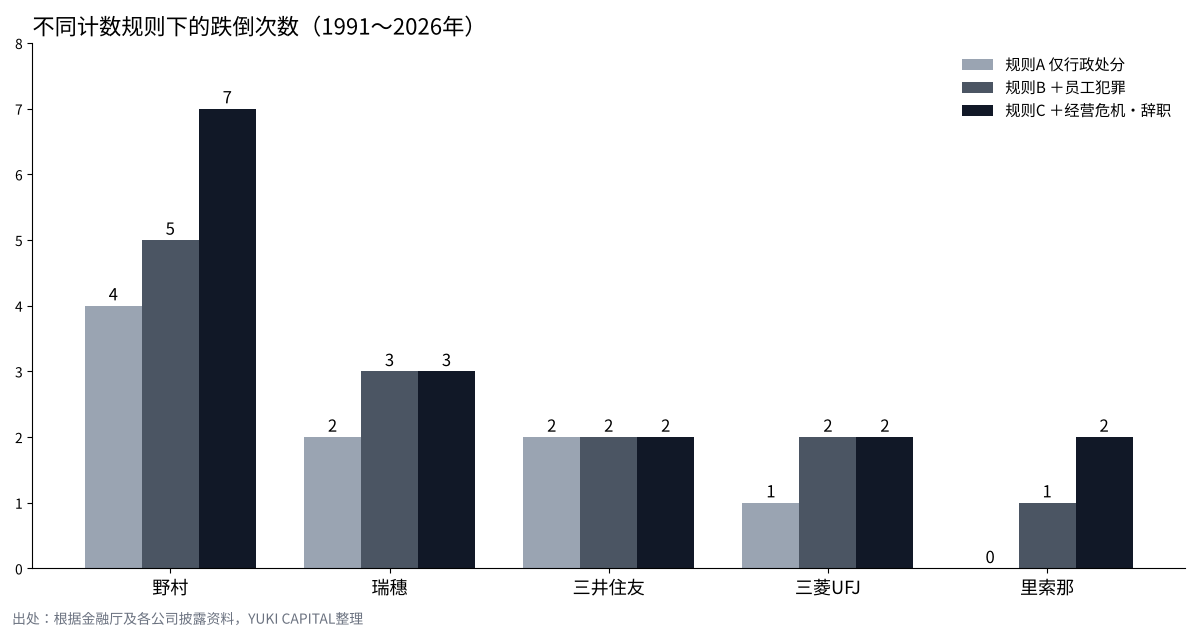 不同计数规则下的跌倒次数（1991～2026年）
规则A 仅行政处分
规则B ＋员工犯罪
规则C ＋经营危机・辞职
8
7
6
5
4
3
2
1
0
4 5 7
2 3 3
2 2 2
1 2 2
0 1 2
野村 瑞穗 三井住友 三菱UFJ 里索那
出处：根据金融厅及各公司披露资料，YUKI CAPITAL整理